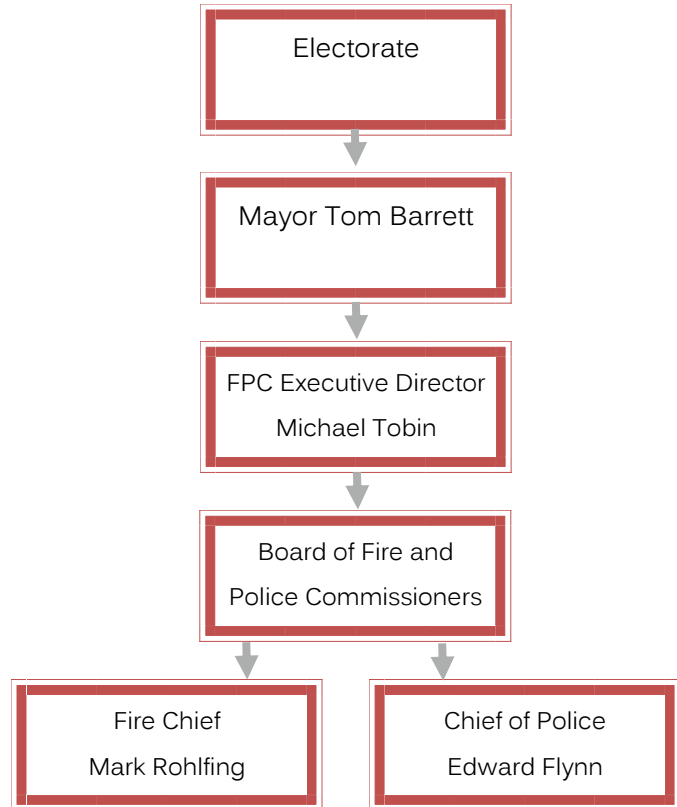 Electorate
Mayor Tom Barrett
FPC Executive Director
Michael Tobin
Board of Fire and
Police Commissioners
Fire Chief
Mark Rohlfing
Chief of Police
Edward Flynn